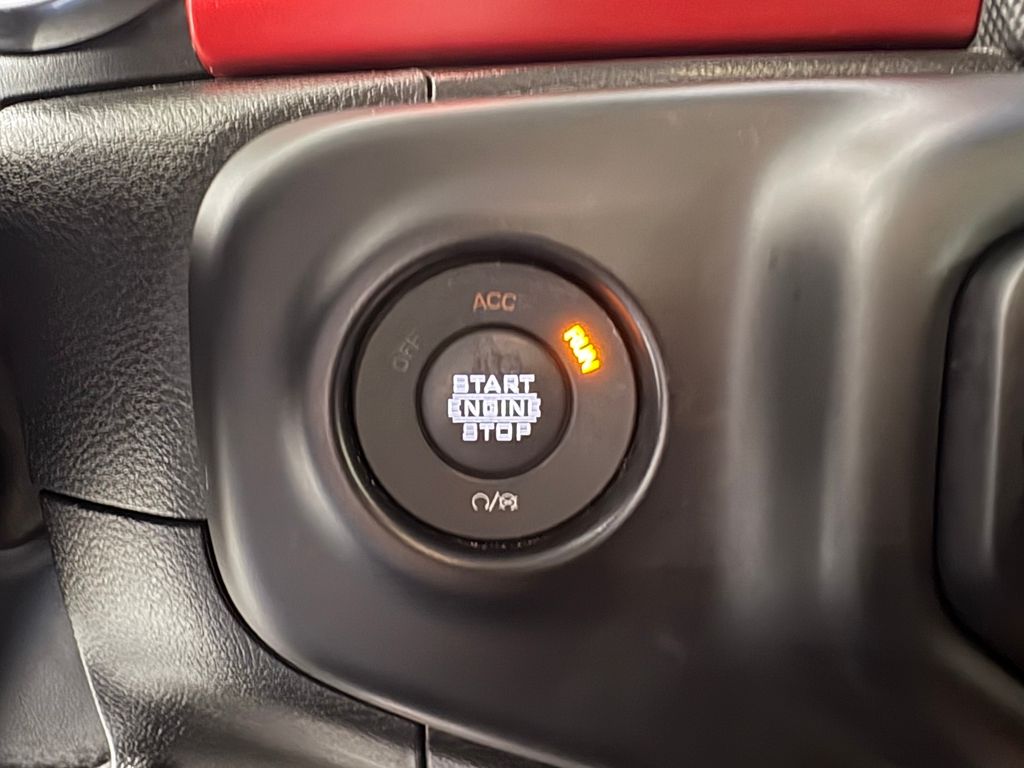 ACC
OFF
RUN
START
ENGINE
STOP